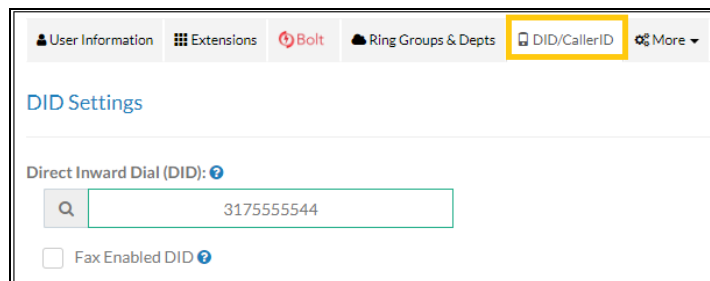 User Information Extensions Bolt Ring Groups & Depts DID/CallerID More
DID Settings
Direct Inward Dial (DID):
3175555544
Fax Enabled DID